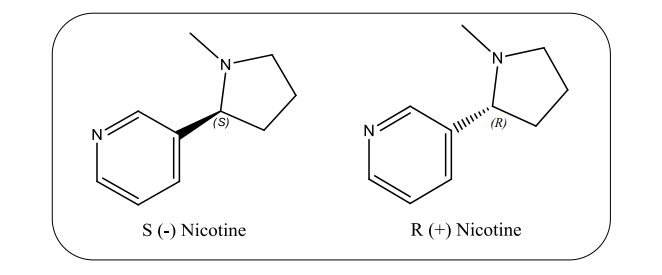 N
N
(S)
S (-) Nicotine
N
N
(R)
R (+) Nicotine